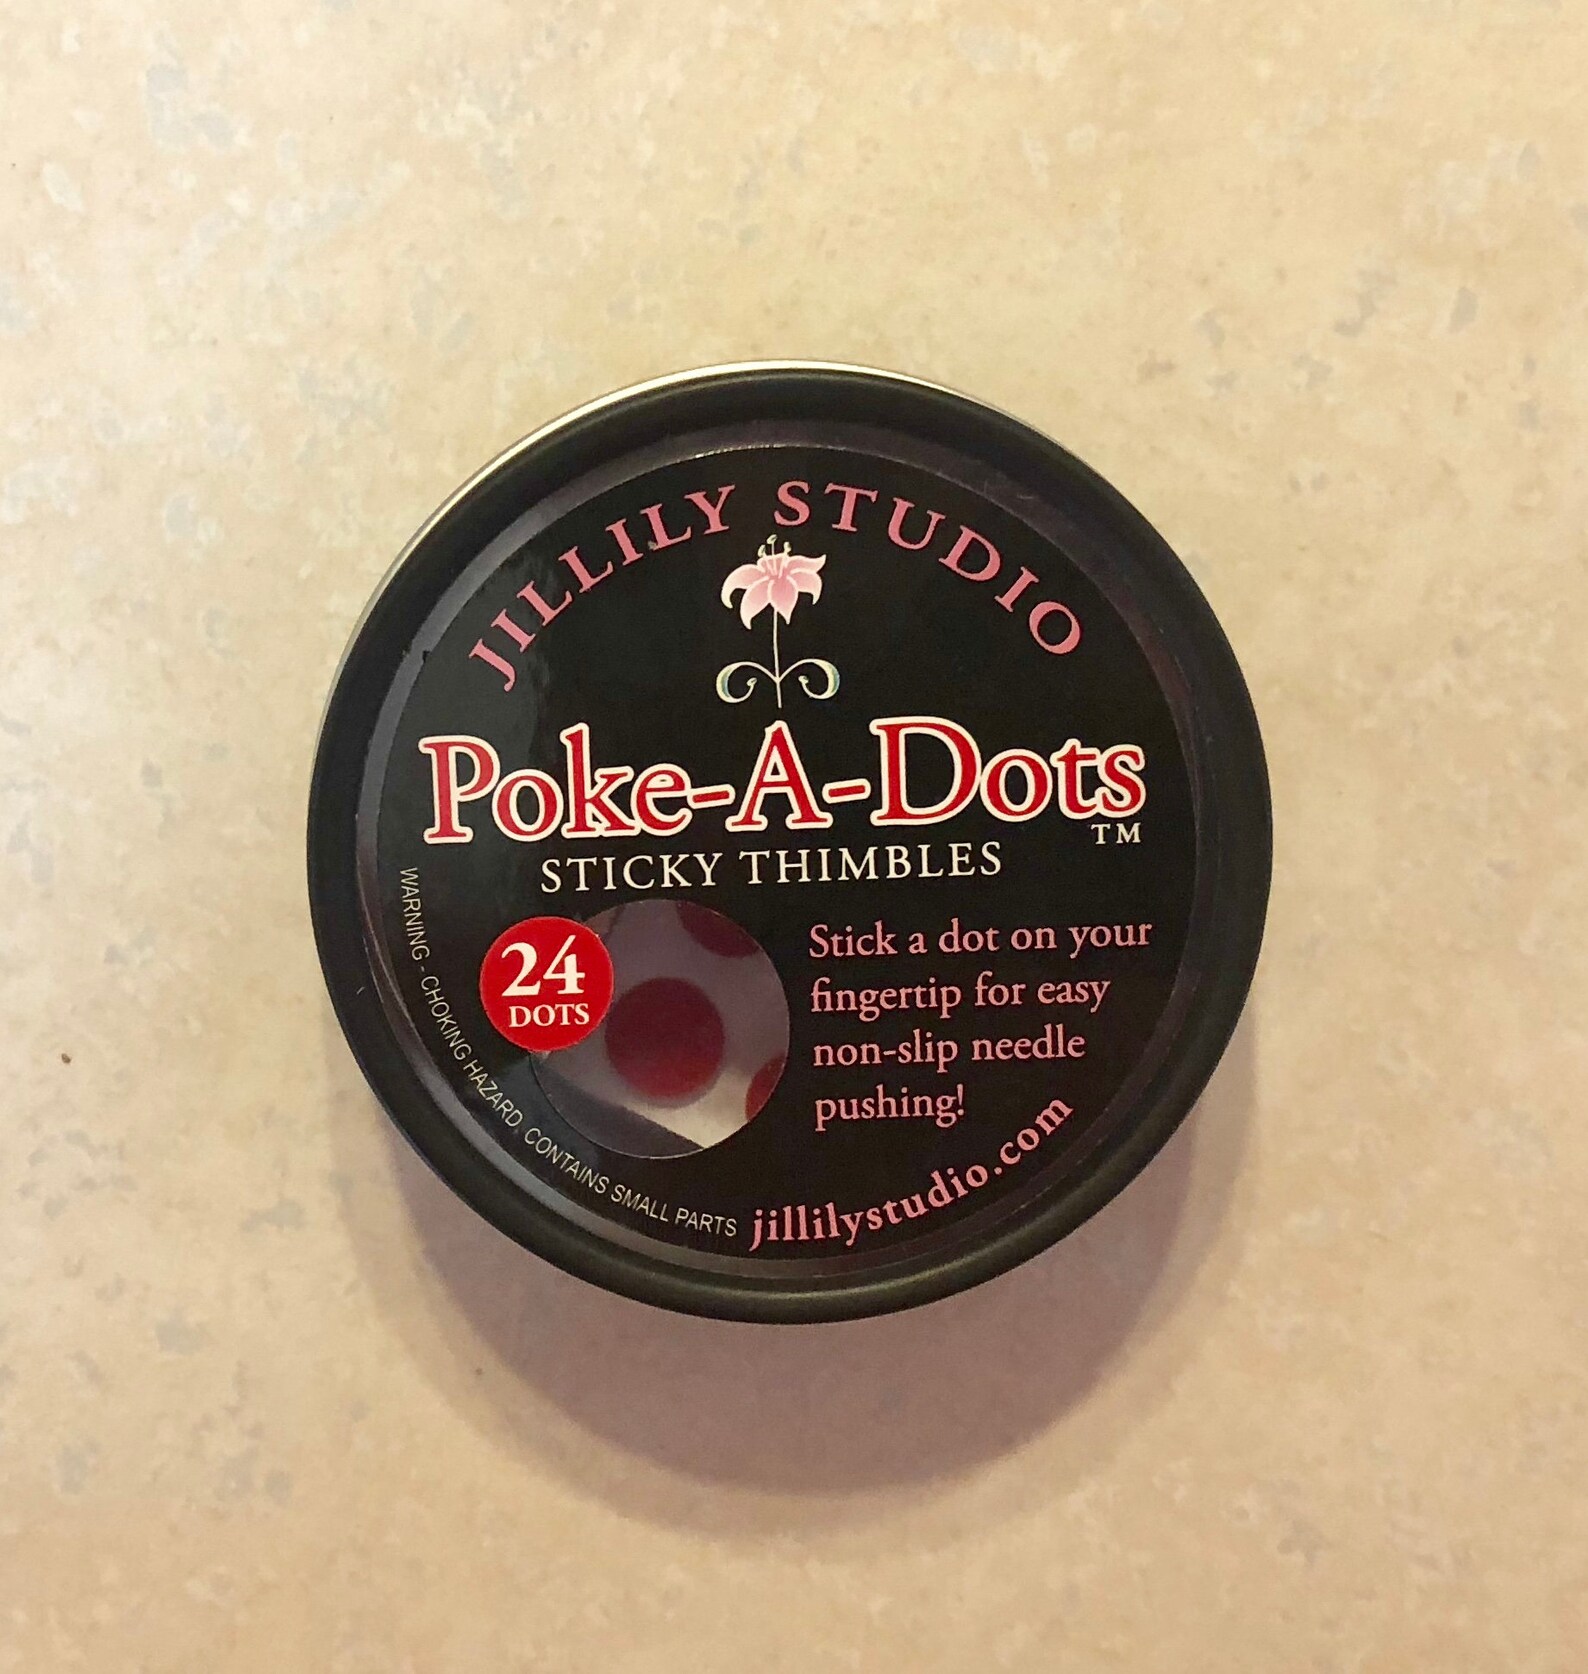 JILLILY STUDIO
Poke-A-Dots
TM
STICKY THIMBLES
24
DOTS
Stick a dot on your
fingertip for easy
non-slip needle
pushing!
WARNING - CHOKING HAZARD. CONTAINS SMALL PARTS
jillilystudio.com